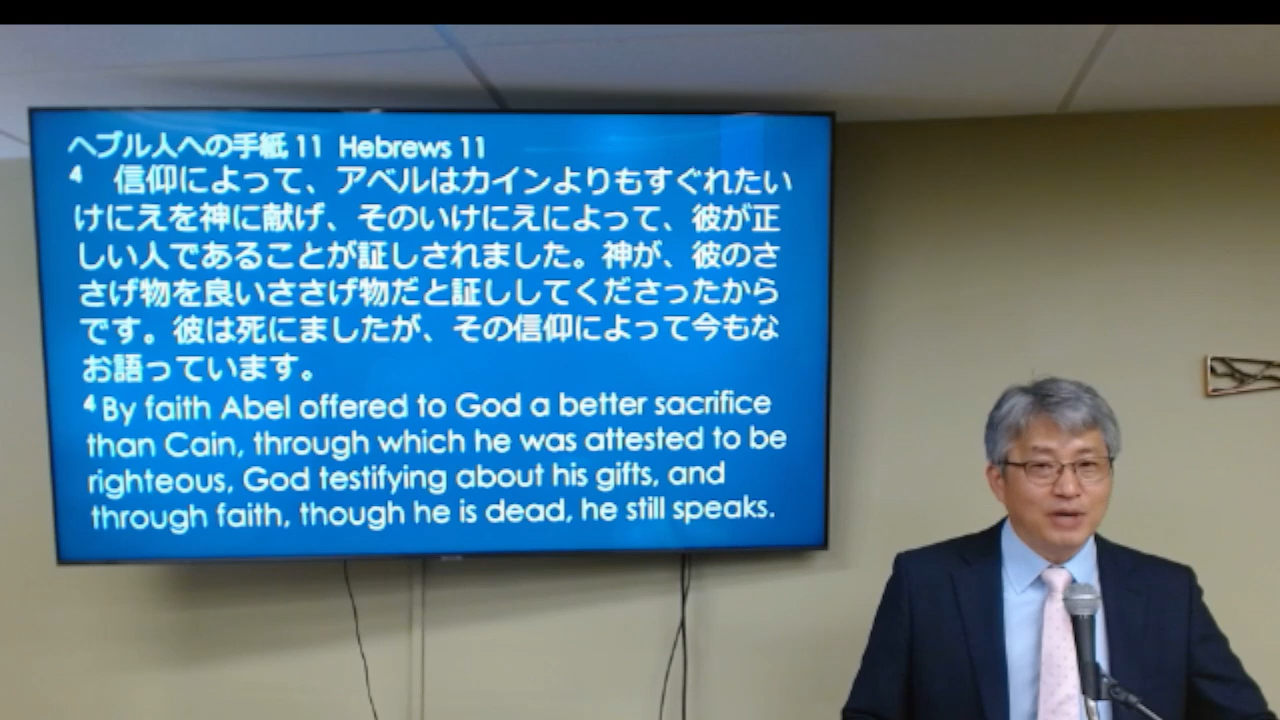 ヘブル人への手紙 11 Hebrews 11
4 信仰によって、アベルはカインよりもすぐれたい
けにえを神に献げ、そのいけにえによって、彼が正
しい人であることが証しされました。神が、彼のさ
さげ物を良いささげ物だと証ししてくださったから
です。彼は死にましたが、その信仰によって今もな
お語っています。
4 By faith Abel offered to God a better sacrifice
than Cain, through which he was attested to be
righteous, God testifying about his gifts, and
through faith, though he is dead, he still speaks.